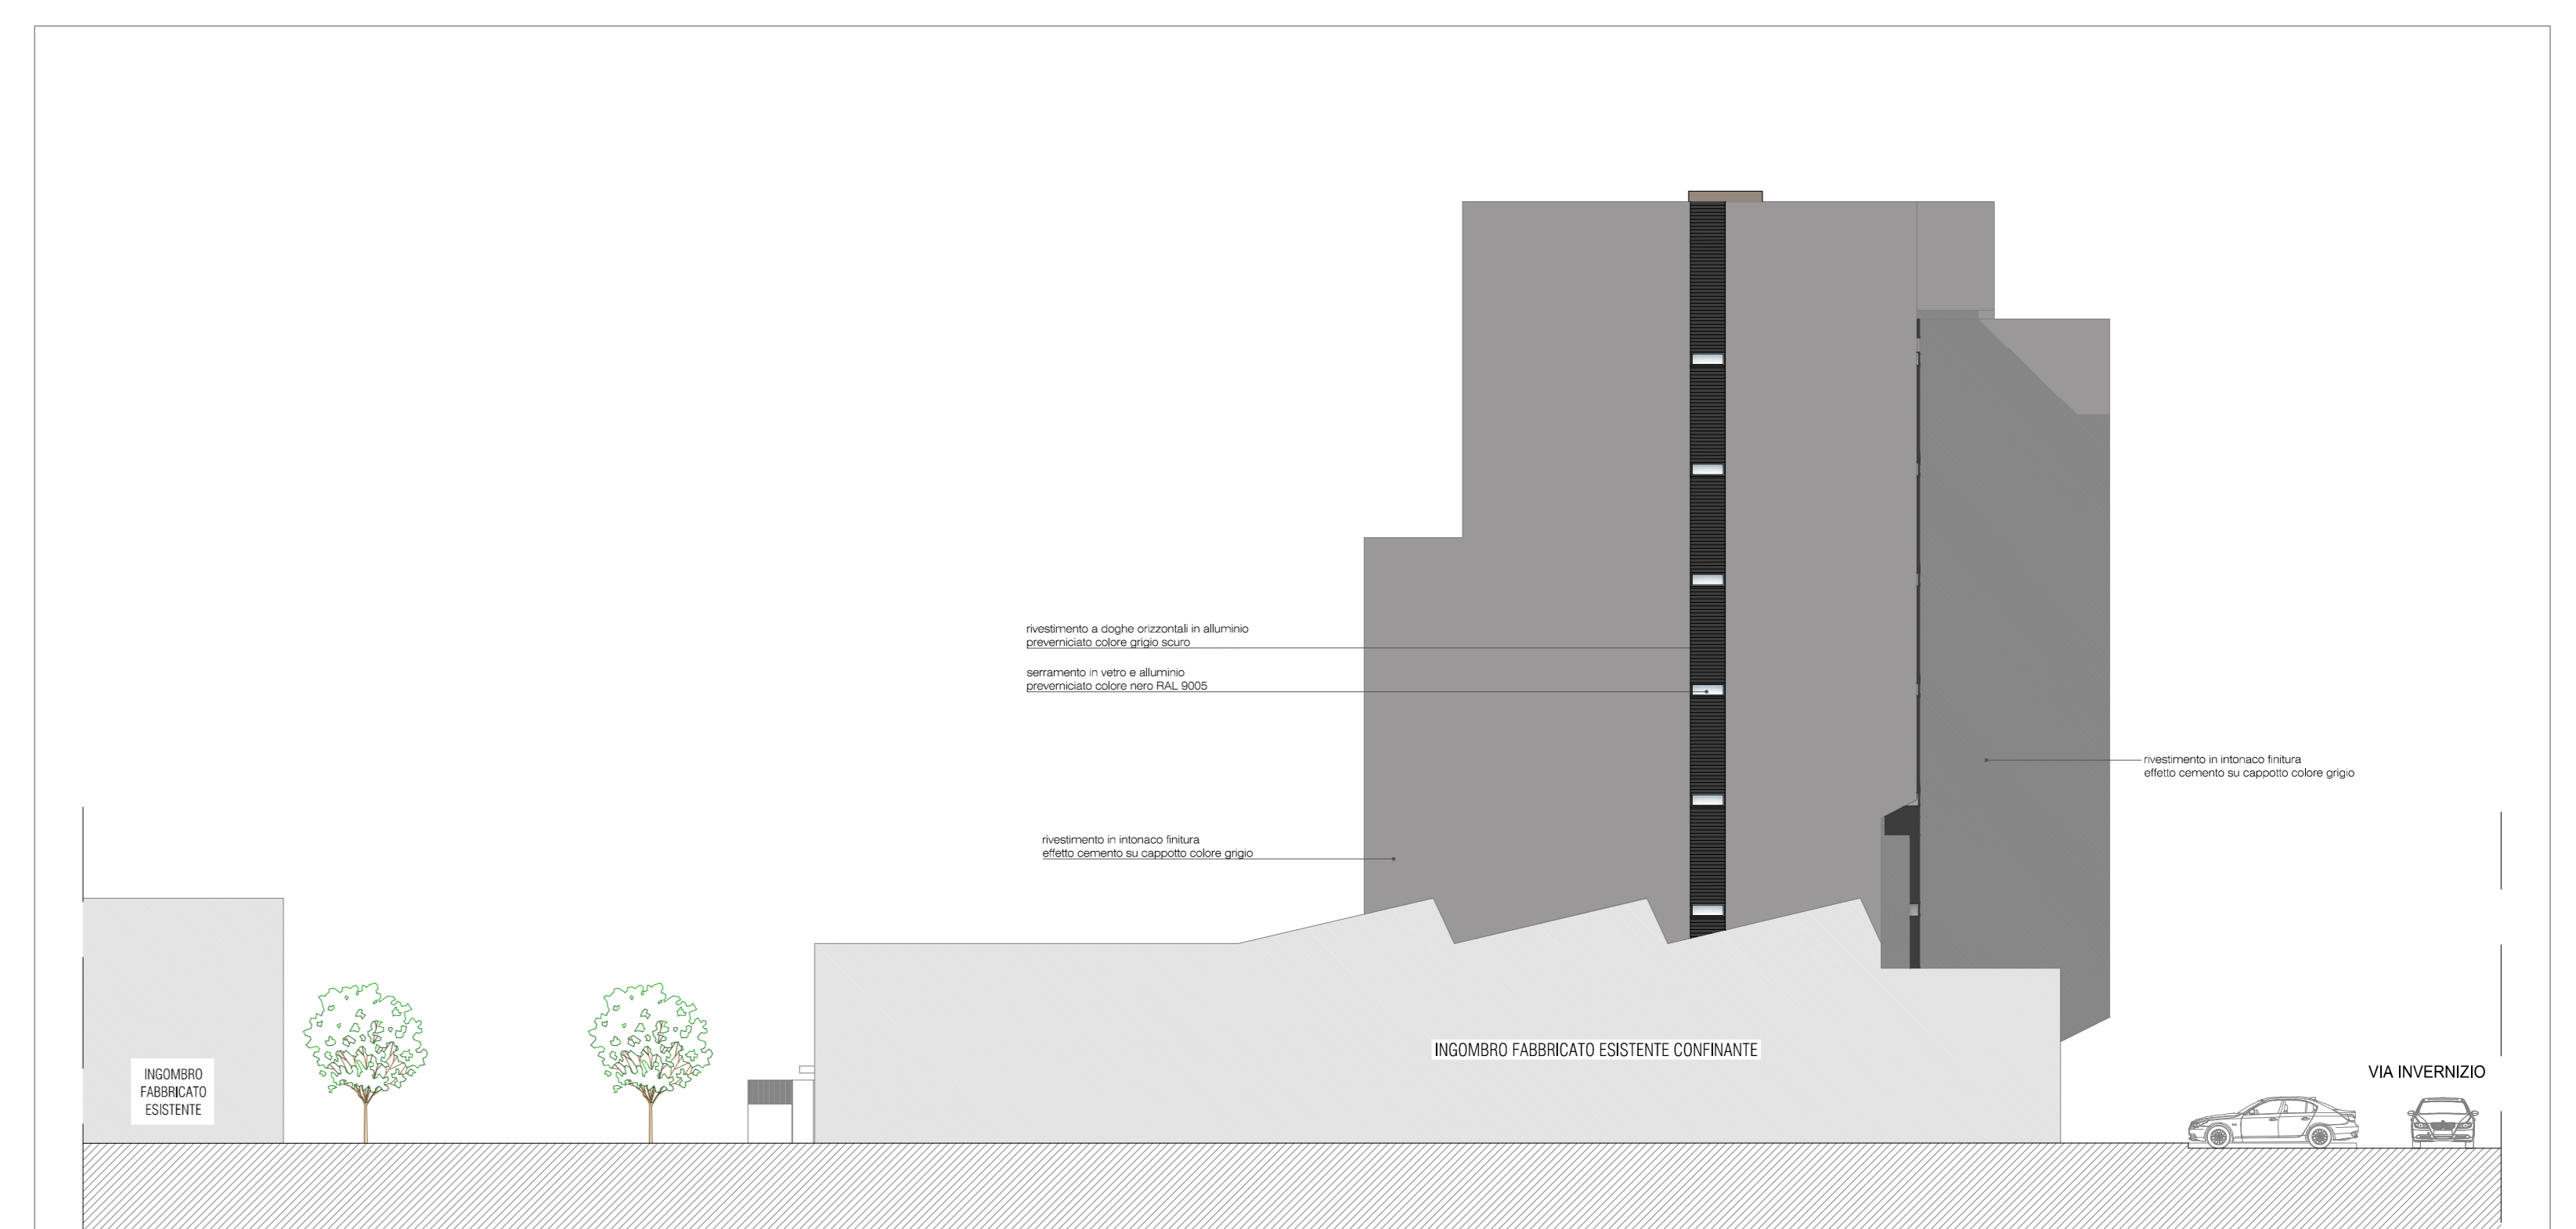 rivestimento a doghe orizzontali in alluminio
preverniciato colore grigio scuro
serramento in vetro e alluminio
preverniciato colore nero RAL 9005
rivestimento in intonaco finitura
effetto cemento su cappotto colore grigio
rivestimento in intonaco finitura
effetto cemento su cappotto colore grigio
INGOMBRO FABBRICATO ESISTENTE CONFINANTE
INGOMBRO
FABBRICATO
ESISTENTE
VIA INVERNIZIO